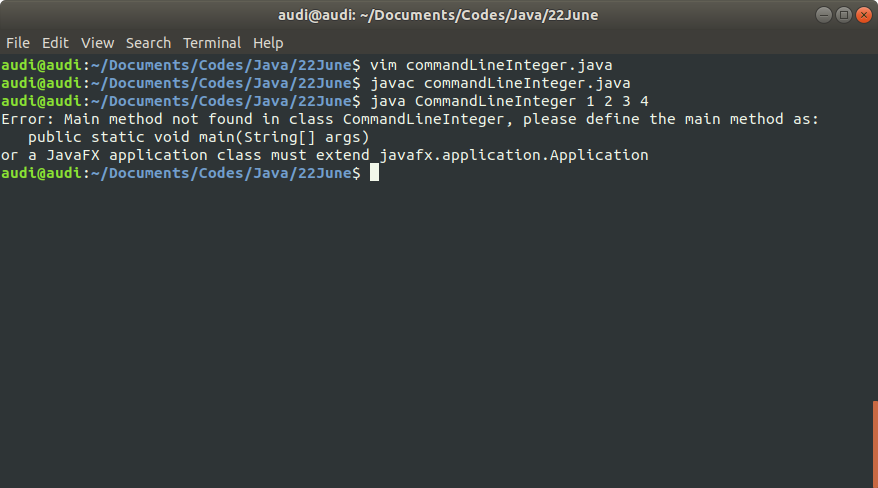 audi@audi: ~/Documents/Codes/Java/22June
File Edit View Search Terminal Help
audi@audi:~/Documents/Codes/Java/22June$ vim commandLineInteger.java
audi@audi:~/Documents/Codes/Java/22June$ javac commandLineInteger.java
audi@audi:~/Documents/Codes/Java/22June$ java CommandLineInteger 1 2 3 4
Error: Main method not found in class CommandLineInteger, please define the main method as:
   public static void main(String[] args)
or a JavaFX application class must extend javafx.application.Application
audi@audi:~/Documents/Codes/Java/22June$